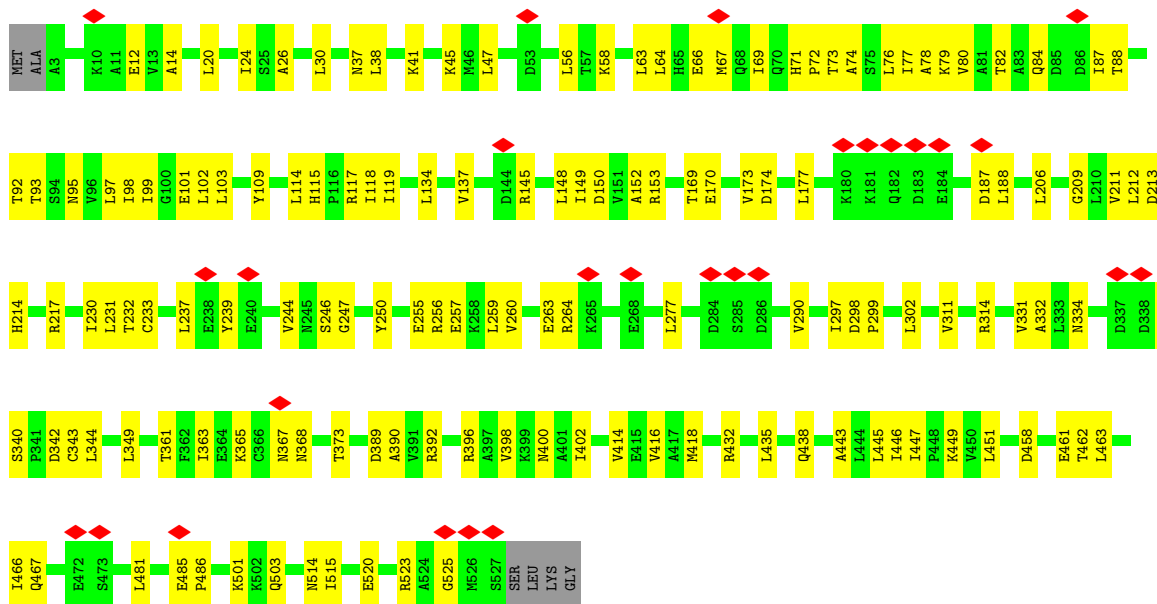 MET ALA A3 K10 A11 E12 V13 A14 L20 I24 S25 A26 L30 N37 L38 K41 K45 M46 L47 D53 L56 T57 K58 L63 L64 H65 E66 M67 Q68 I69 Q70 H71 P72 T73 A74 S75 L76 I77 A78 K79 V80 A81 T82 A83 Q84 D85 D86 I87 T88
T92 T93 S94 N95 V96 L97 I98 I99 G100 E101 L102 L103 Y109 L114 H115 P116 R117 I118 I119 L134 V137 D144 R145 L148 I149 D150 V151 A152 R153 T169 E170 V173 D174 L177 K180 K181 Q182 D183 E184 D187 L188 L206 G209 L210 V211 L212 D213
H214 R217 I230 L231 T232 C233 L237 E238 Y239 E240 V244 N245 S246 G247 Y250 E255 R256 E257 K258 L259 V260 E263 R264 K265 E268 L277 D284 S285 D286 V290 I297 D298 P299 L302 V311 R314 V331 A332 L333 N334 D337 D338
S340 P341 D342 C343 L344 L349 T361 F362 I363 E364 K365 C366 N367 N368 T373 D389 A390 V391 R392 R396 A397 V398 K399 N400 A401 I402 V414 E415 V416 A417 M418 R432 L435 Q438 A443 L444 L445 I446 I447 P448 K449 V450 L451 D458 E461 T462 L463
I466 Q467 E472 S473 L481 E485 P486 K501 K502 Q503 N514 I515 E520 R523 A524 G525 M526 S527 SER LEU LYS GLY